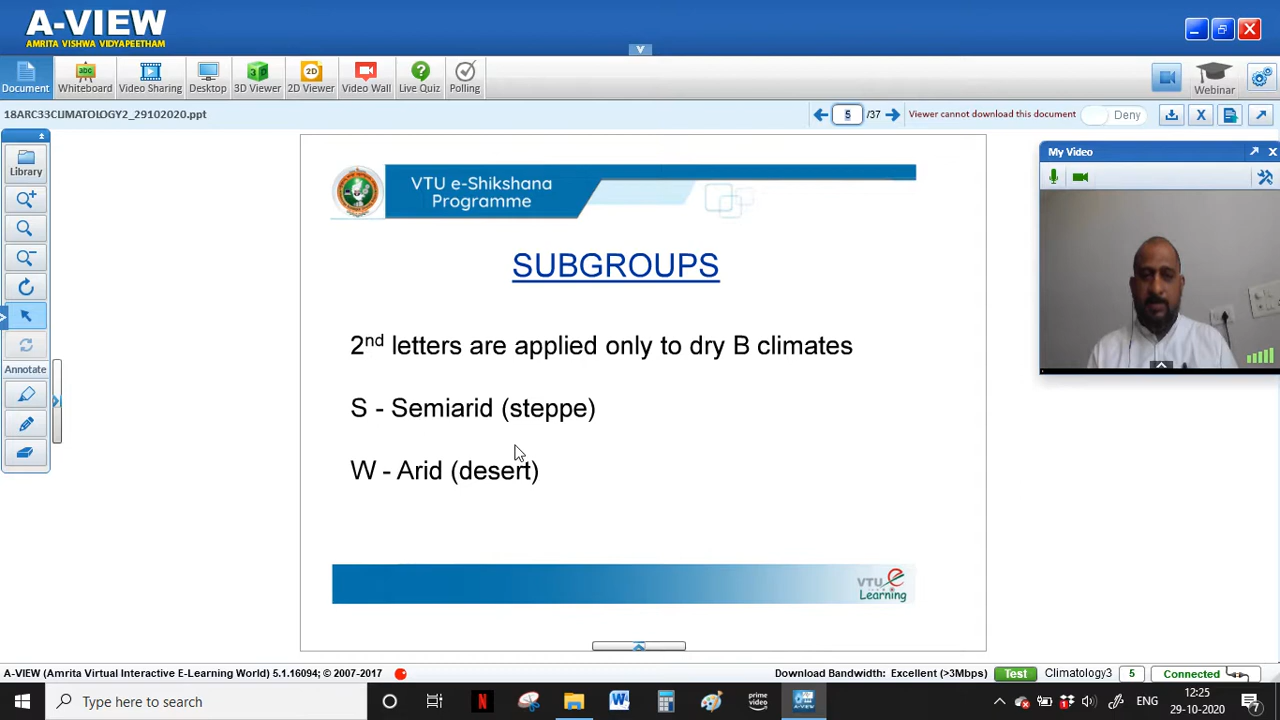 A-VIEW
AMRITA VISHWA VIDYAPEETHAM
Document
Whiteboard
Video Sharing
Desktop
3D Viewer
2D Viewer
Video Wall
Live Quiz
Polling
Webinar
18ARC33CLIMATOLOGY2_29102020.ppt
5 /37
Viewer cannot download this document
Deny
Library
Annotate
My Video
VTU e-Shikshana
Programme
SUBGROUPS
2nd letters are applied only to dry B climates
S - Semiarid (steppe)
W - Arid (desert)
VTU e
Learning
A-VIEW (Amrita Virtual Interactive E-Learning World) 5.1.16094; © 2007-2017
Download Bandwidth: Excellent (>3Mbps)
Test
Climatology3
5
Connected
Type here to search
prime
video
ENG
12:25
29-10-2020
7